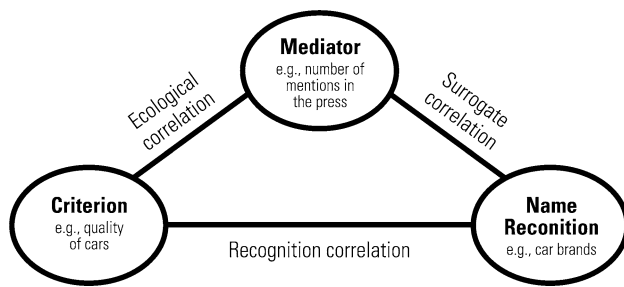 Mediator
e.g., number of
mentions in
the press
Ecological
correlation
Surrogate
correlation
Criterion
e.g., quality
of cars
Name
Reconition
e.g., car brands
Recognition correlation